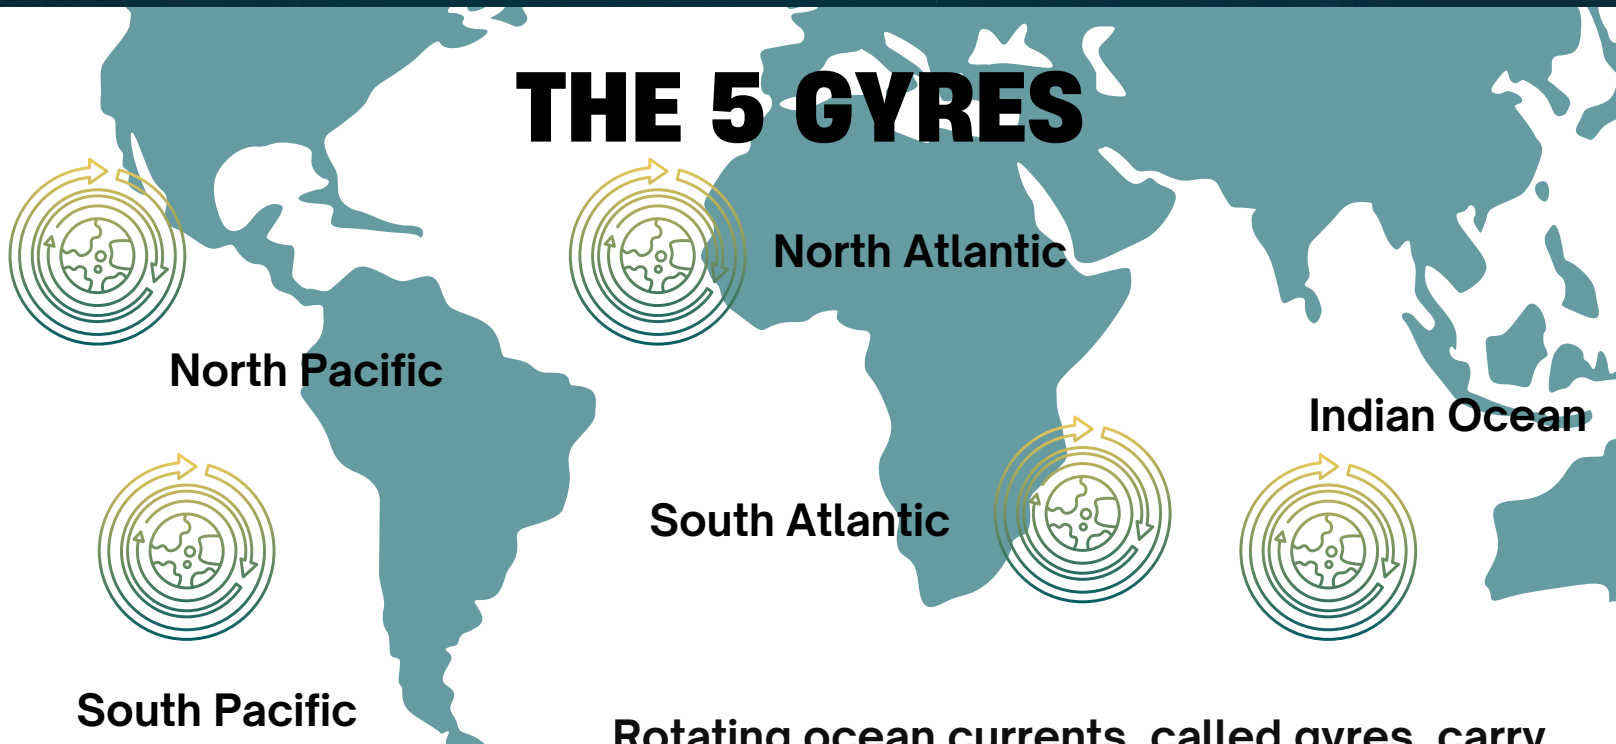 THE 5 GYRES
North Atlantic
North Pacific
Indian Ocean
South Atlantic
South Pacific
Rotating ocean currents, called gyres, carry